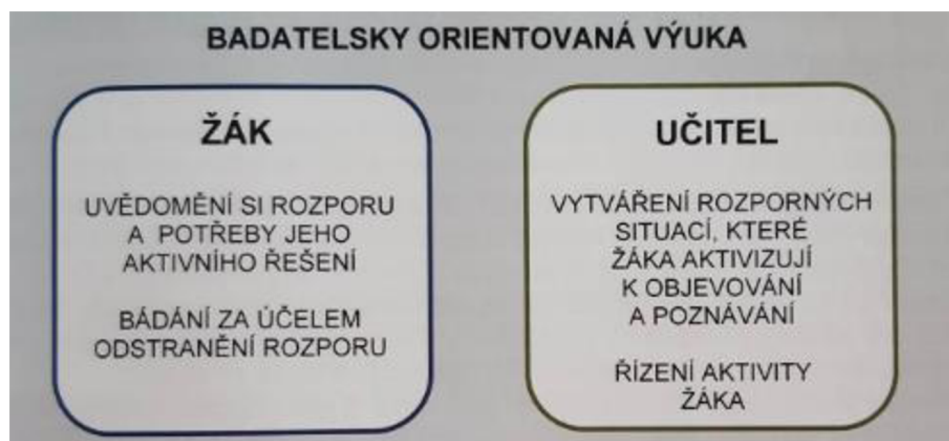 BADATELSKY ORIENTOVANÁ VÝUKA
ŽÁK
UVĚDOMĚNÍ SI ROZPORU
A POTŘEBY JEHO
AKTIVNÍHO ŘEŠENÍ
BÁDÁNÍ ZA ÚČELEM
ODSTRANĚNÍ ROZPORU
UČITEL
VYTVÁŘENÍ ROZPORNÝCH
SITUACÍ, KTERÉ
ŽÁKA AKTIVIZUJÍ
K OBJEVOVÁNÍ
A POZNÁVÁNÍ
ŘÍZENÍ AKTIVITY
ŽÁKA